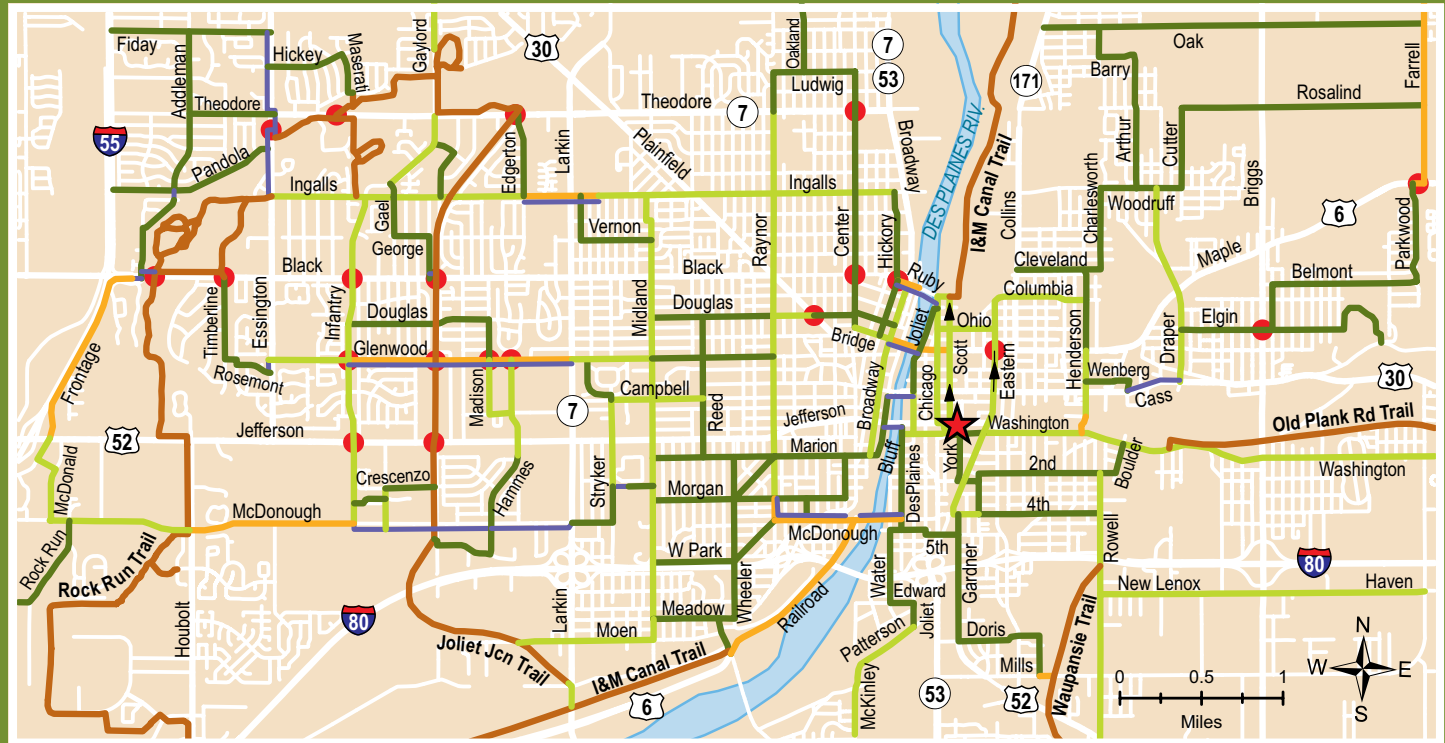 Fiday
Addleman
Hickey
Maserati
Gaylord
30
Oakland
7
53
171
Oak
Barry
Farrell
Theodore
Theodore
7
Ludwig
Rosalind
55
Pandola
Edgerton
Larkin
Plainfield
Broadway
DES PLAINES RIV.
I&M Canal Trail
Collins
Charlesworth
Arthur
Cutter
Briggs
Ingalls
Ingalls
Gael
George
Vernon
Raynor
Center
Hickory
Woodruff
6
Maple
Parkwood
Timberline
Essington
Black
Infantry
Black
Ruby
Cleveland
Belmont
Douglas
Midland
Douglas
Joliet
Columbia
Ohio
Elgin
Glenwood
Bridge
Scott
Eastern
Henderson
Draper
Frontage
Rosemont
Madison
Campbell
Reed
Broadway
Chicago
Wenberg
Cass
30
7
52
Jefferson
Jefferson
Washington
Old Plank Rd Trail
McDonald
Marion
Bluff
York
2nd
Boulder
Washington
Crescenzo
Hammes
Stryker
Morgan
DesPlaines
4th
McDonough
McDonough
5th
Rowell
Rock Run
Rock Run Trail
W Park
Wheeler
Water
Gardner
80
Edward
New Lenox
Haven
80
Houbolt
Larkin
Meadow
Railroad
Joliet
Moen
Patterson
Doris
Joliet Jcn Trail
I&M Canal Trail
Mills
Waupansie Trail
N
W
E
S
6
McKinley
53
52
0
0.5
1
Miles